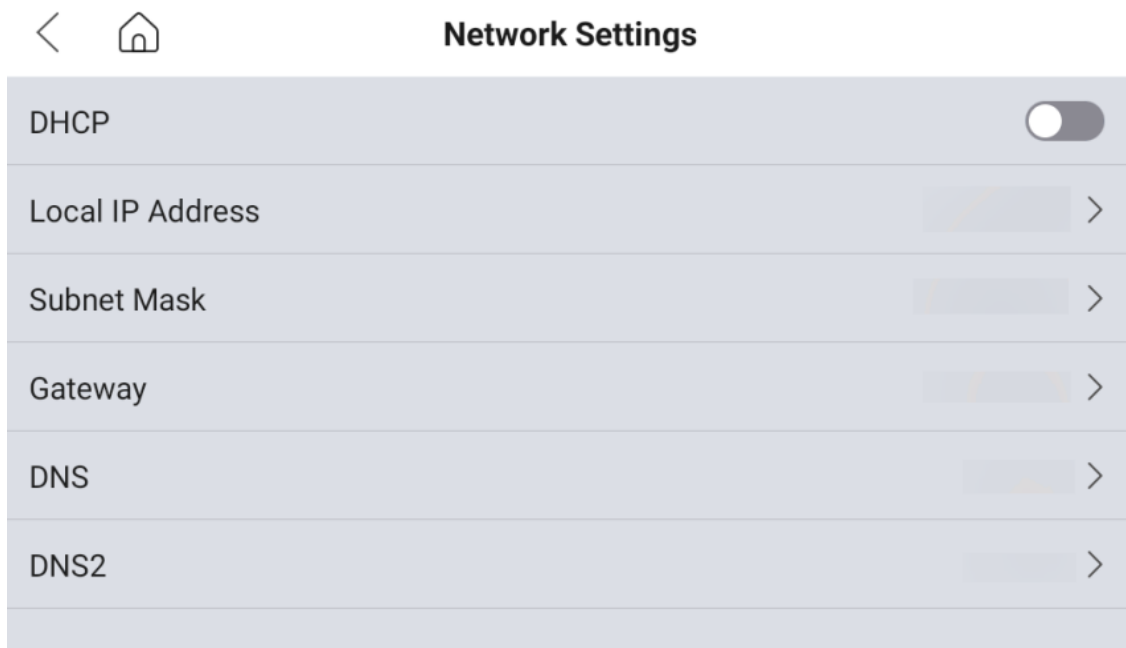 Network Settings
DHCP
Local IP Address
Subnet Mask
Gateway
DNS
DNS2